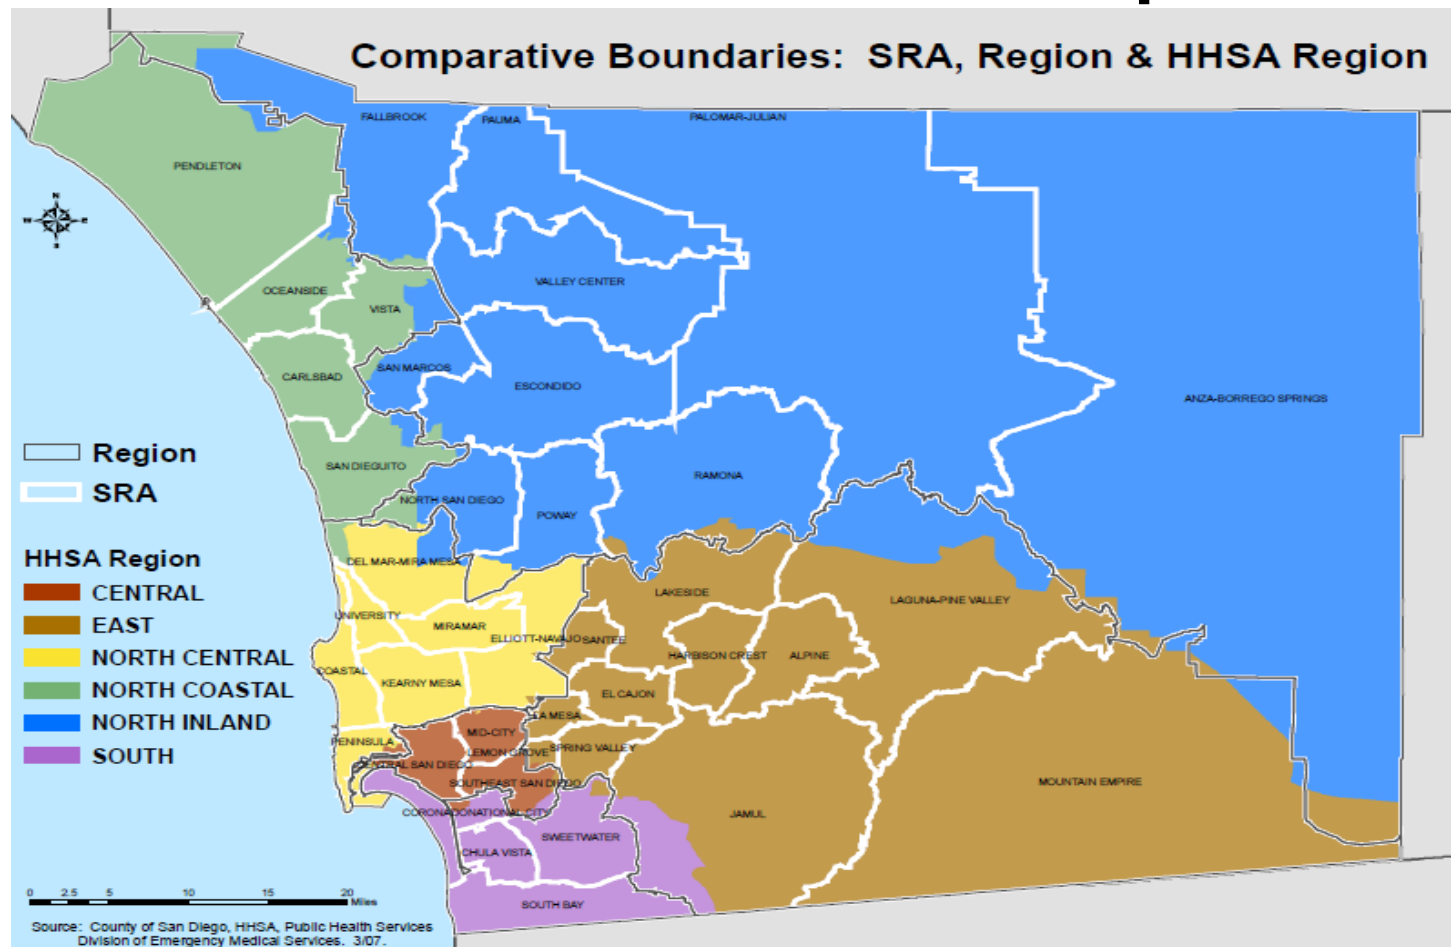 Comparative Boundaries: SRA, Region & HHSA Region
FALLBROOK
PAUMA
PALOMAR-JULIAN
PENDLETON
N
W
E
S
OCEANSIDE
VALLEY CENTER
VISTA
SAN MARCOS
CARLSBAD
ESCONDIDO
ANZA-BORREGO SPRINGS
Region
SRA
SAN DIEGUITO
RAMONA
NORTH SAN DIEGO
POWAY
HHSA Region
CENTRAL
EAST
NORTH CENTRAL
NORTH COASTAL
NORTH INLAND
SOUTH
DEL MAR-MIRA MESA
LAKESIDE
LAGUNA-PINE VALLEY
UNIVERSITY
MIRAMAR
ELLIOTT-NAVAJO
SANTEE
HARBISON CREST
ALPINE
COASTAL
KEARNY MESA
EL CAJON
LA MESA
MID-CITY
PENINSULA
LEMON GROVE
SPRING VALLEY
CENTRAL SAN DIEGO
SOUTHEAST SAN DIEGO
MOUNTAIN EMPIRE
CORONADO
NATIONAL CITY
JAMUL
SWEETWATER
CHULA VISTA
SOUTH BAY
0 2.5 5 10 15 20
Miles
Source: County of San Diego, HHSA, Public Health Services
Division of Emergency Medical Services. 3/07.